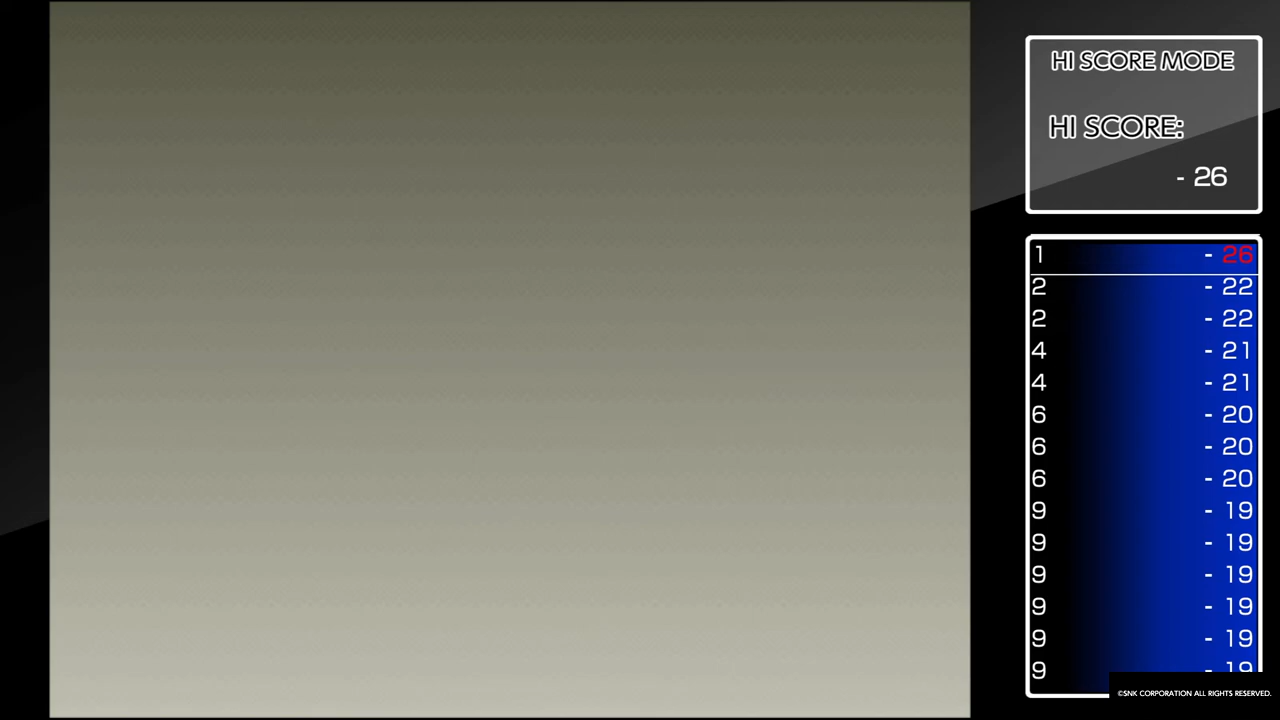 HI SCORE MODE
HI SCORE:
- 26
1 - 26
2 - 22
2 - 22
4 - 21
4 - 21
6 - 20
6 - 20
6 - 20
9 - 19
9 - 19
9 - 19
9 - 19
9 - 19
9 - 19
©SNK CORPORATION ALL RIGHTS RESERVED.